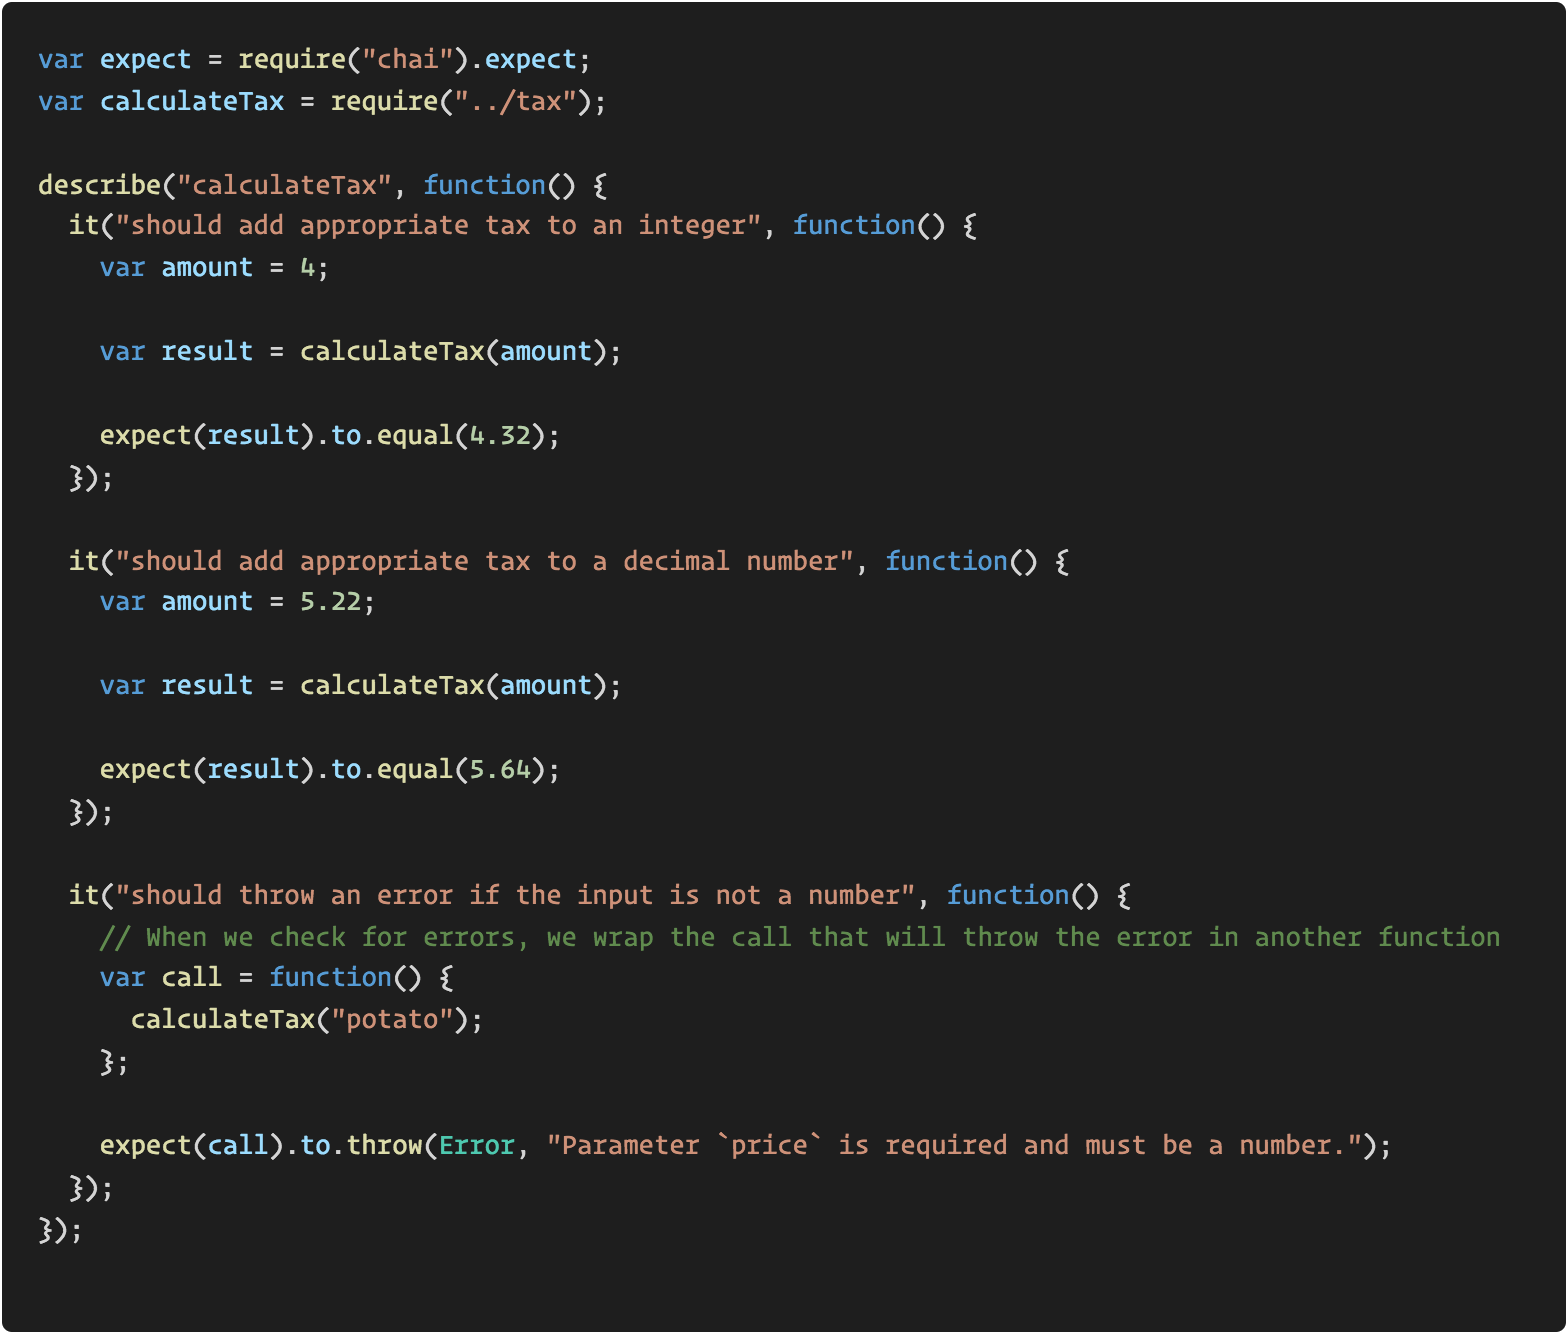 var expect = require("chai").expect;
var calculateTax = require("../tax");

describe("calculateTax", function() {
  it("should add appropriate tax to an integer", function() {
    var amount = 4;

    var result = calculateTax(amount);

    expect(result).to.equal(4.32);
  });

  it("should add appropriate tax to a decimal number", function() {
    var amount = 5.22;

    var result = calculateTax(amount);

    expect(result).to.equal(5.64);
  });

  it("should throw an error if the input is not a number", function() {
    // When we check for errors, we wrap the call that will throw the error in another function
    var call = function() {
      calculateTax("potato");
    };

    expect(call).to.throw(Error, "Parameter `price` is required and must be a number.");
  });
});